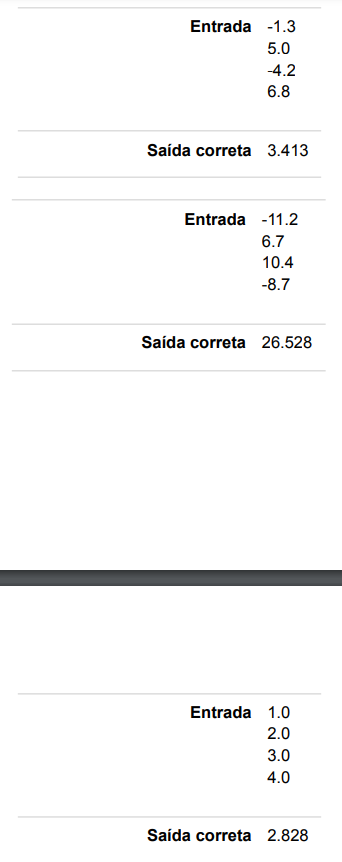 Entrada -1.3
5.0
-4.2
6.8
Saída correta 3.413
Entrada -11.2
6.7
10.4
-8.7
Saída correta 26.528
Entrada 1.0
2.0
3.0
4.0
Saída correta 2.828